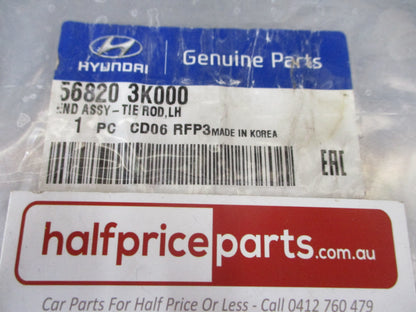 HYUNDAI
Genuine Parts
56820 3K000
END ASSY-TIE ROD,LH
1 PC CD06 RFP3 MADE IN KOREA
EAC
halfpriceparts.com.au
Car Parts For Half Price Or Less - Call 0412 760 479